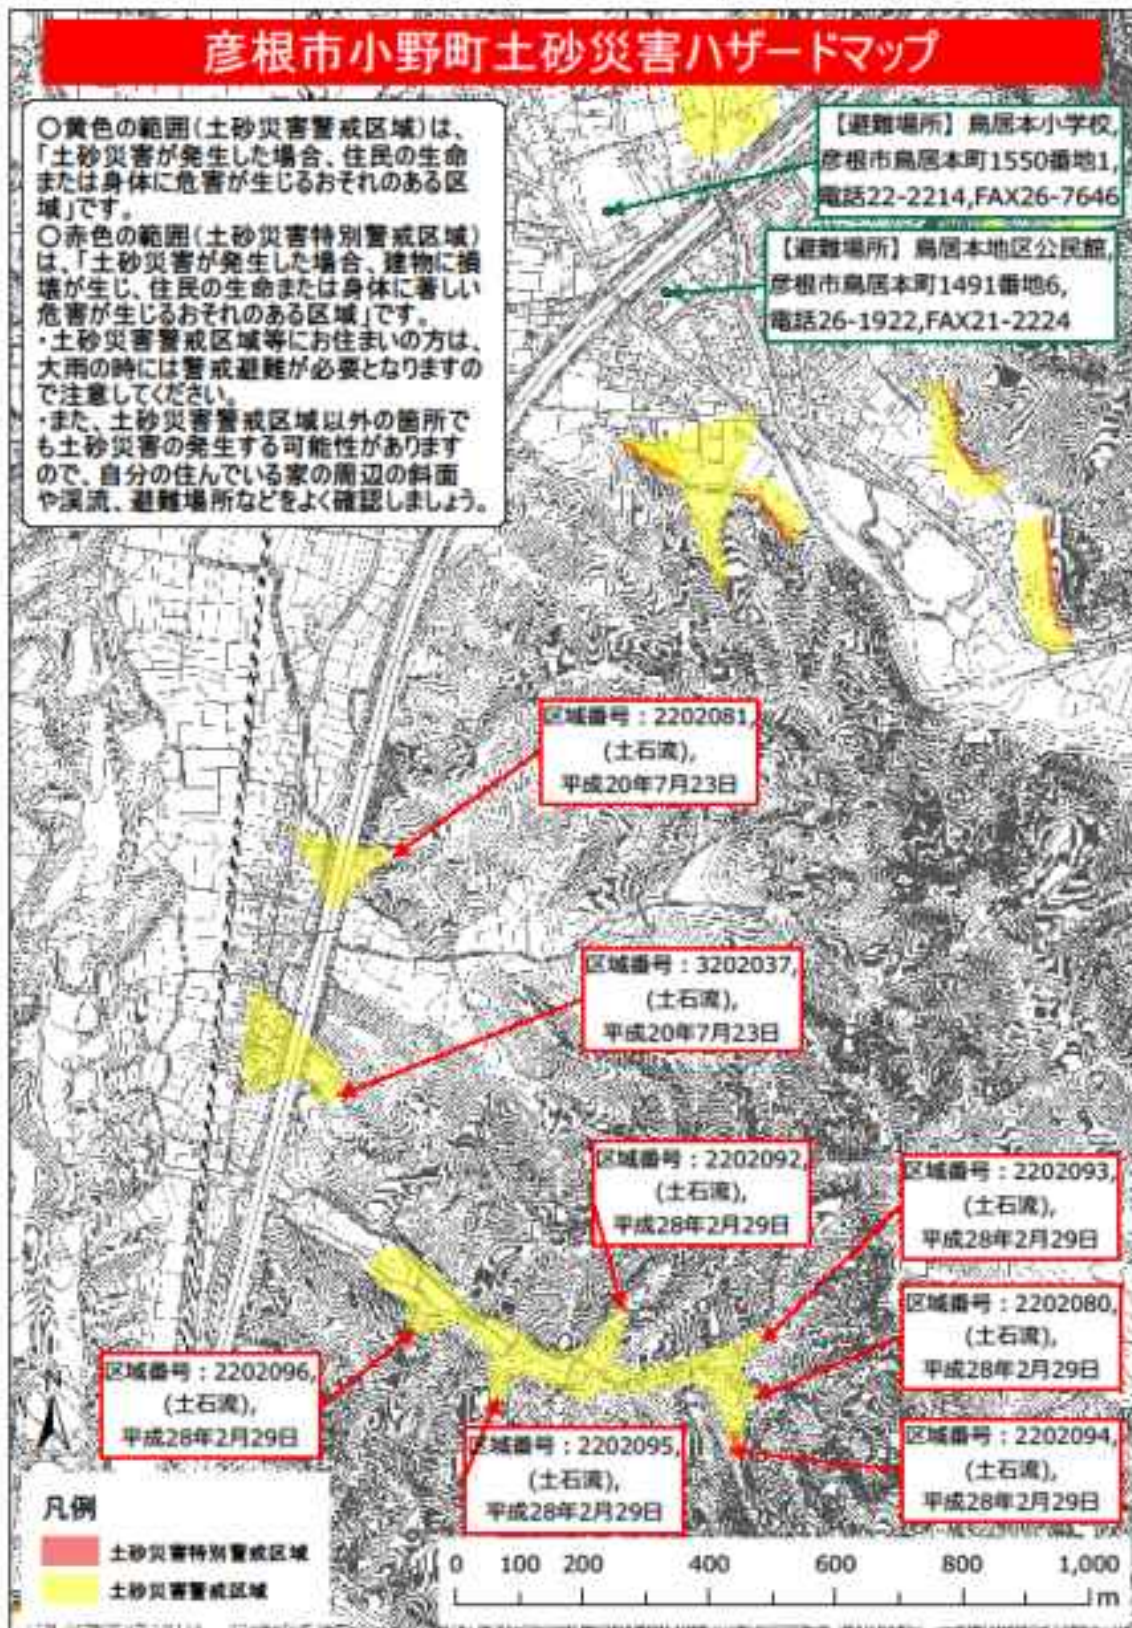 彦根市小野町土砂災害ハザードマップ
○黄色の範囲(土砂災害警戒区域)は、
「土砂災害が発生した場合、住民の生命
または身体に危害が生じるおそれのある区
域」です。
○赤色の範囲(土砂災害特別警戒区域)
は、「土砂災害が発生した場合、建物に損
壊が生じ、住民の生命または身体に著しい
危害が生じるおそれのある区域」です。
・土砂災害警戒区域等にお住まいの方は、
大雨の時には警戒避難が必要となりますの
で注意してください。
・また、土砂災害警戒区域以外の箇所で
も土砂災害の発生する可能性があります
ので、自分の住んでいる家の周辺の斜面
や渓流、避難場所などをよく確認しましょう。
【避難場所】鳥居本小学校,
彦根市鳥居本町1550番地1,
電話22-2214,FAX26-7646
【避難場所】鳥居本地区公民館,
彦根市鳥居本町1491番地6,
電話26-1922,FAX21-2224
区域番号：2202081,
(土石流),
平成20年7月23日
区域番号：3202037,
(土石流),
平成20年7月23日
区域番号：2202092,
(土石流),
平成28年2月29日
区域番号：2202093,
(土石流),
平成28年2月29日
区域番号：2202080,
(土石流),
平成28年2月29日
区域番号：2202096,
(土石流),
平成28年2月29日
区域番号：2202095,
(土石流),
平成28年2月29日
区域番号：2202094,
(土石流),
平成28年2月29日
N
凡例
土砂災害特別警戒区域
土砂災害警戒区域
0 100 200 400 600 800 1,000
m